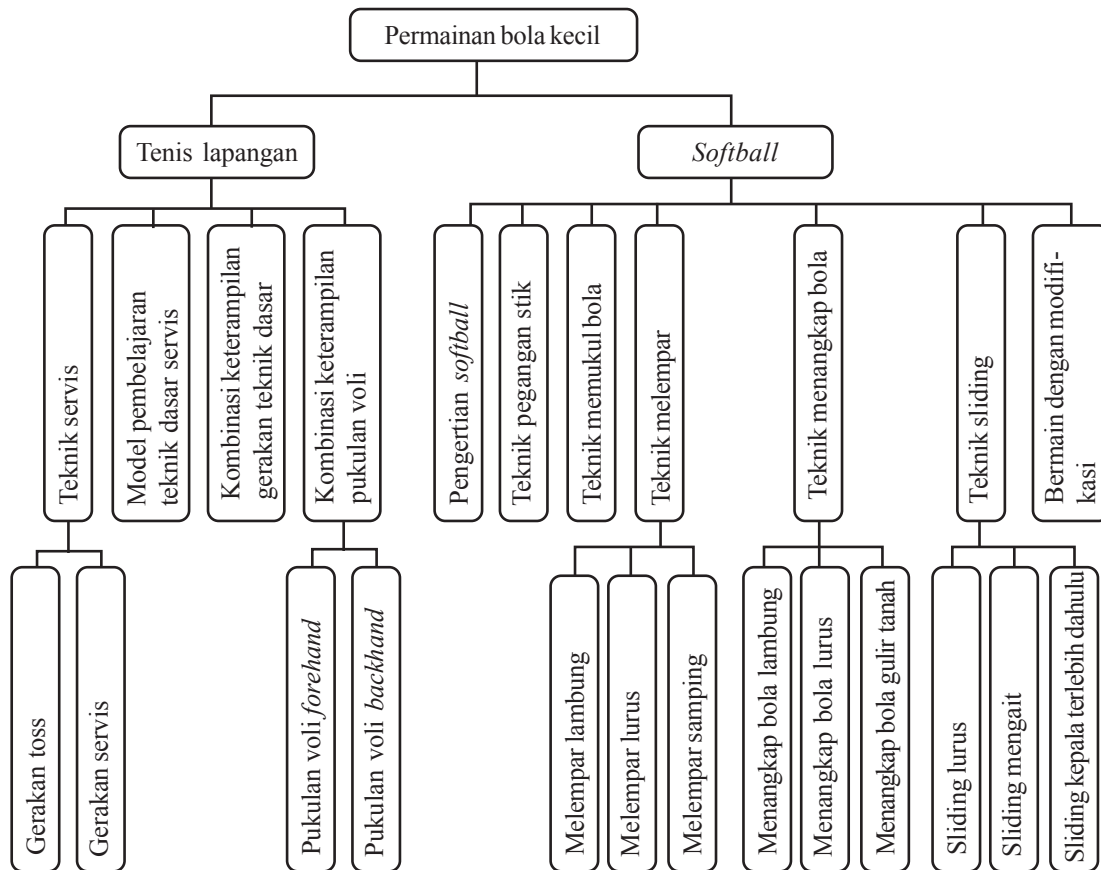 Permainan bola kecil
Tenis lapangan
Softball
Teknik servis
Model pembelajaran
teknik dasar servis
Kombinasi keterampilan
gerakan teknik dasar
Kombinasi keterampilan
pukulan voli
Pengertian softball
Teknik pegangan stik
Teknik memukul bola
Teknik melempar
Teknik menangkap bola
Teknik sliding
Bermain dengan modifi-
kasi
Gerakan toss
Gerakan servis
Pukulan voli forehand
Pukulan voli backhand
Melempar lambung
Melempar lurus
Melempar samping
Menangkap bola lambung
Menangkap bola lurus
Menangkap bola gulir tanah
Sliding lurus
Sliding mengait
Sliding kepala terlebih dahulu